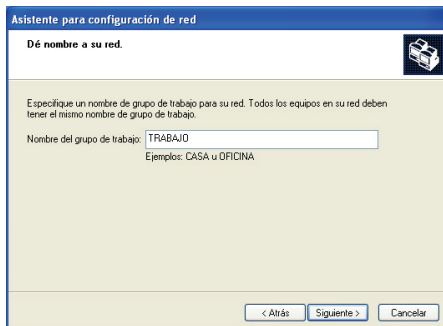 Asistente para configuración de red
Dé nombre a su red.
Especifique un nombre de grupo de trabajo para su red. Todos los equipos en su red deben
tener el mismo nombre de grupo de trabajo.
Nombre del grupo de trabajo: TRABAJO
Ejemplos: CASA u OFICINA
< Atrás Siguiente > Cancelar